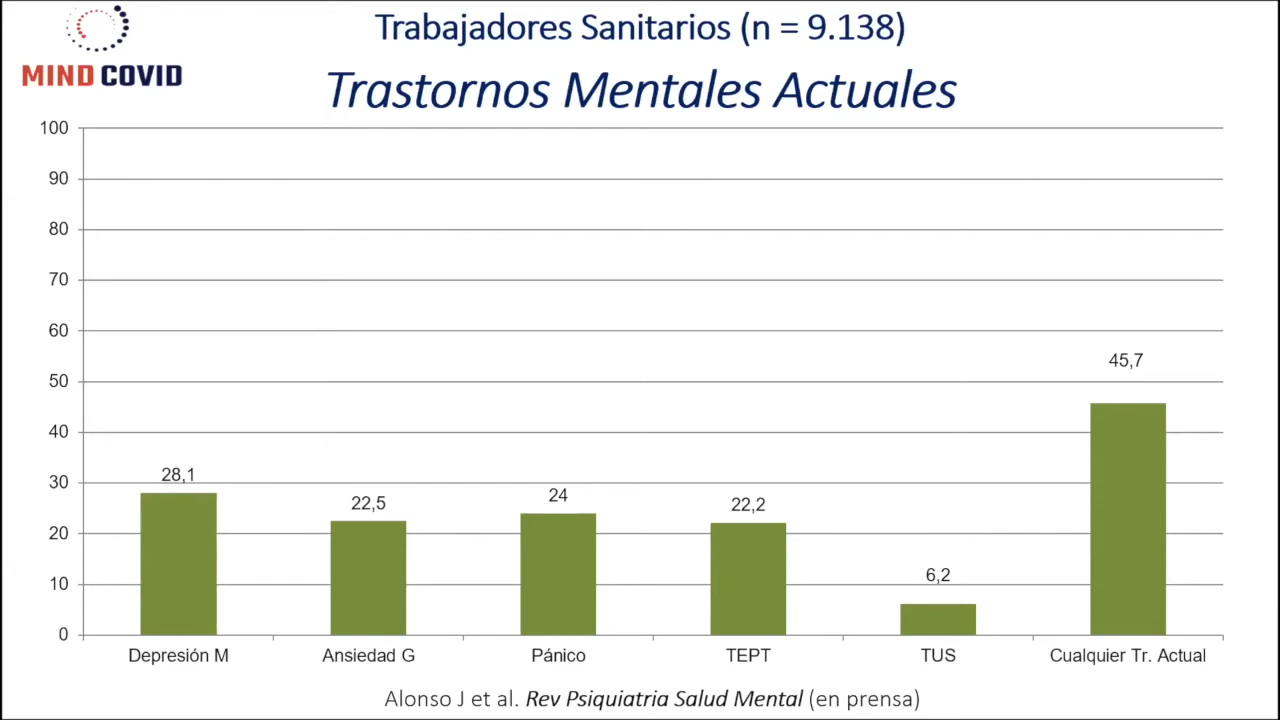 MIND COVID
Trabajadores Sanitarios (n = 9.138)
Trastornos Mentales Actuales
100
90
80
70
60
50
40
30
20
10
0
28,1
22,5
24
22,2
6,2
45,7
Depresión M
Ansiedad G
Pánico
TEPT
TUS
Cualquier Tr. Actual
Alonso J et al. Rev Psiquiatria Salud Mental (en prensa)